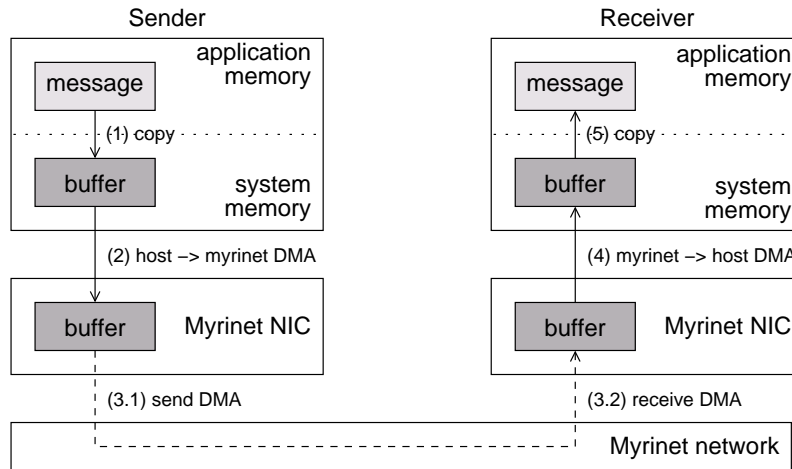 Sender
Receiver
application
memory
message
(1) copy
buffer
system
memory
(2) host −> myrinet DMA
buffer
Myrinet NIC
(3.1) send DMA
application
memory
message
(5) copy
buffer
system
memory
(4) myrinet −> host DMA
buffer
Myrinet NIC
(3.2) receive DMA
Myrinet network